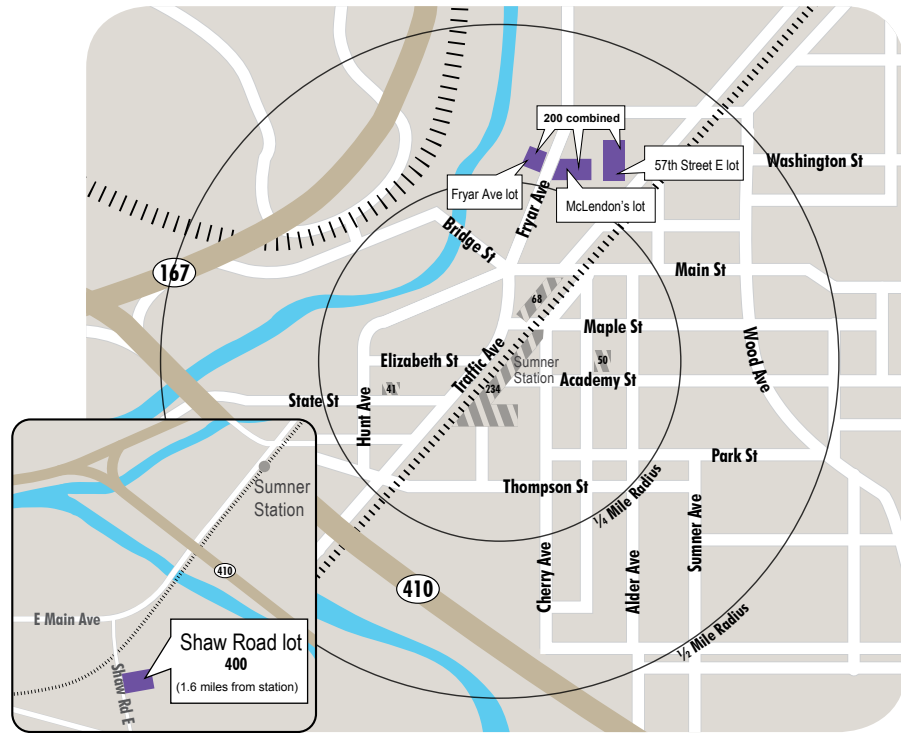 200 combined
57th Street E lot
Washington St
Fryar Ave lot
McLendon's lot
Fryar Ave
Bridge St
167
Main St
68
Maple St
Traffic Ave
Elizabeth St
Sumner
Station
50
Wood Ave
41
234
Academy St
State St
Hunt Ave
Park St
Thompson St
1/4 Mile Radius
Sumner Ave
Cherry Ave
Alder Ave
410
1/2 Mile Radius
Sumner
Station
410
E Main Ave
Shaw Road lot
400
(1.6 miles from station)
Shaw Rd E